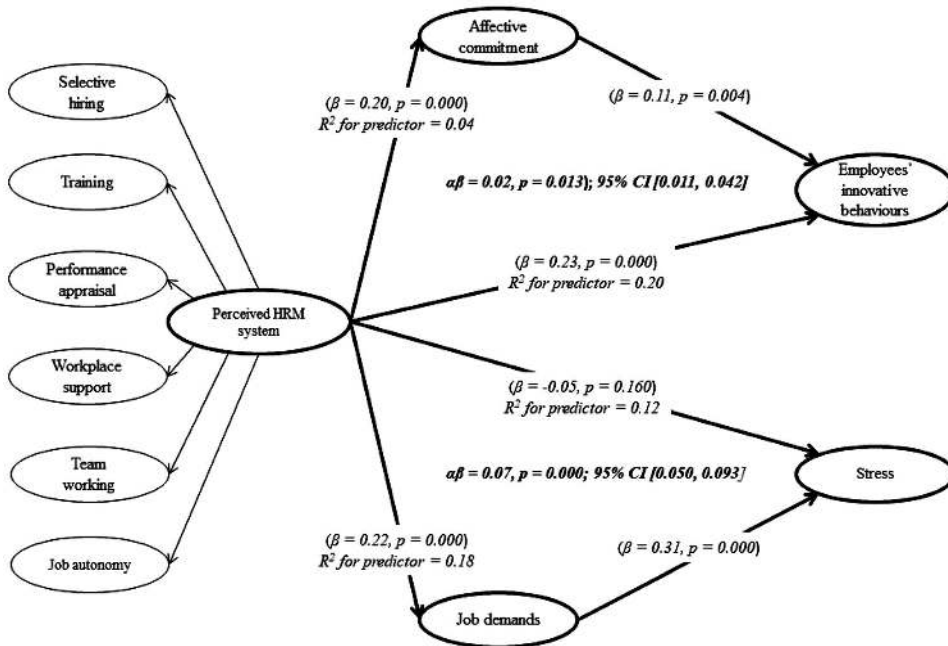 Affective
commitment
Selective
hiring
(β = 0.20, p = 0.000)
R² for predictor = 0.04
(β = 0.11, p = 0.004)
Training
αβ = 0.02, p = 0.013); 95% CI [0.011, 0.042]
Employees'
innovative
behaviours
Performance
appraisal
(β = 0.23, p = 0.000)
R² for predictor = 0.20
Perceived HRM
system
Workplace
support
(β = -0.05, p = 0.160)
R² for predictor = 0.12
Team
working
αβ = 0.07, p = 0.000; 95% CI [0.050, 0.093]
Stress
(β = 0.22, p = 0.000)
R² for predictor = 0.18
(β = 0.31, p = 0.000)
Job autonomy
Job demands